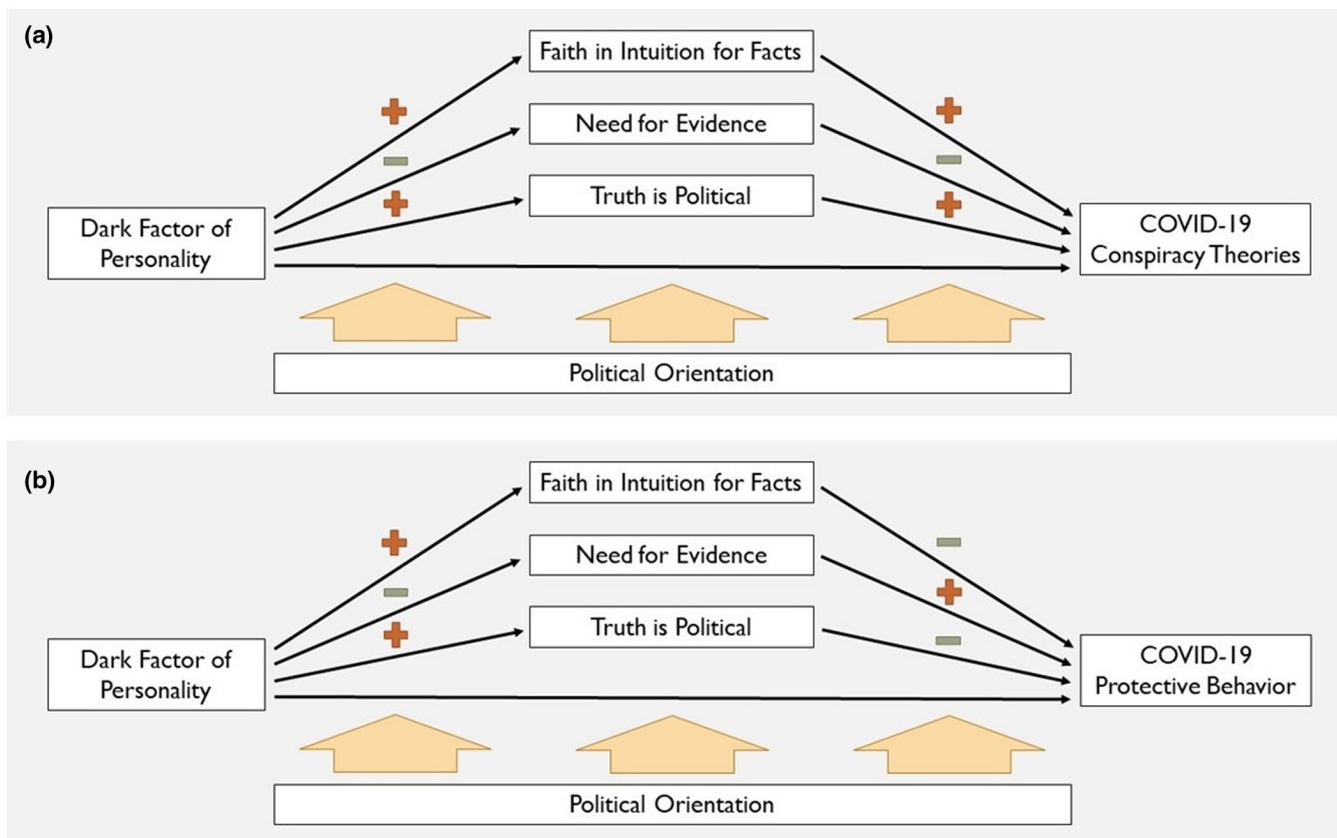 (a)
Faith in Intuition for Facts
Need for Evidence
Truth is Political
Dark Factor of
Personality
COVID-19
Conspiracy Theories
Political Orientation
(b)
Faith in Intuition for Facts
Need for Evidence
Truth is Political
Dark Factor of
Personality
COVID-19
Protective Behavior
Political Orientation